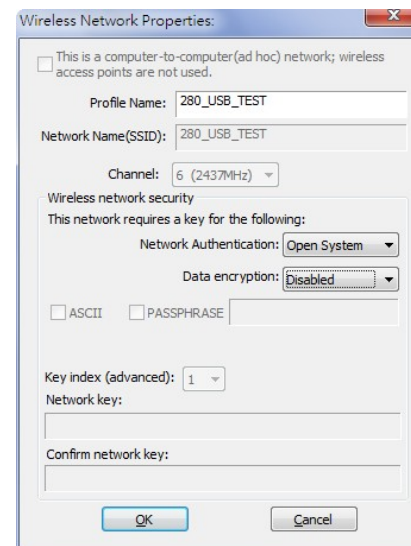 Wireless Network Properties:
This is a computer-to-computer(ad hoc) network; wireless
access points are not used.
Profile Name: 280_USB_TEST
Network Name(SSID): 280_USB_TEST
Channel: 6 (2437MHz)
Wireless network security
This network requires a key for the following:
Network Authentication: Open System
Data encryption: Disabled
ASCII PASSPHRASE
Key index (advanced): 1
Network key:
Confirm network key:
OK Cancel